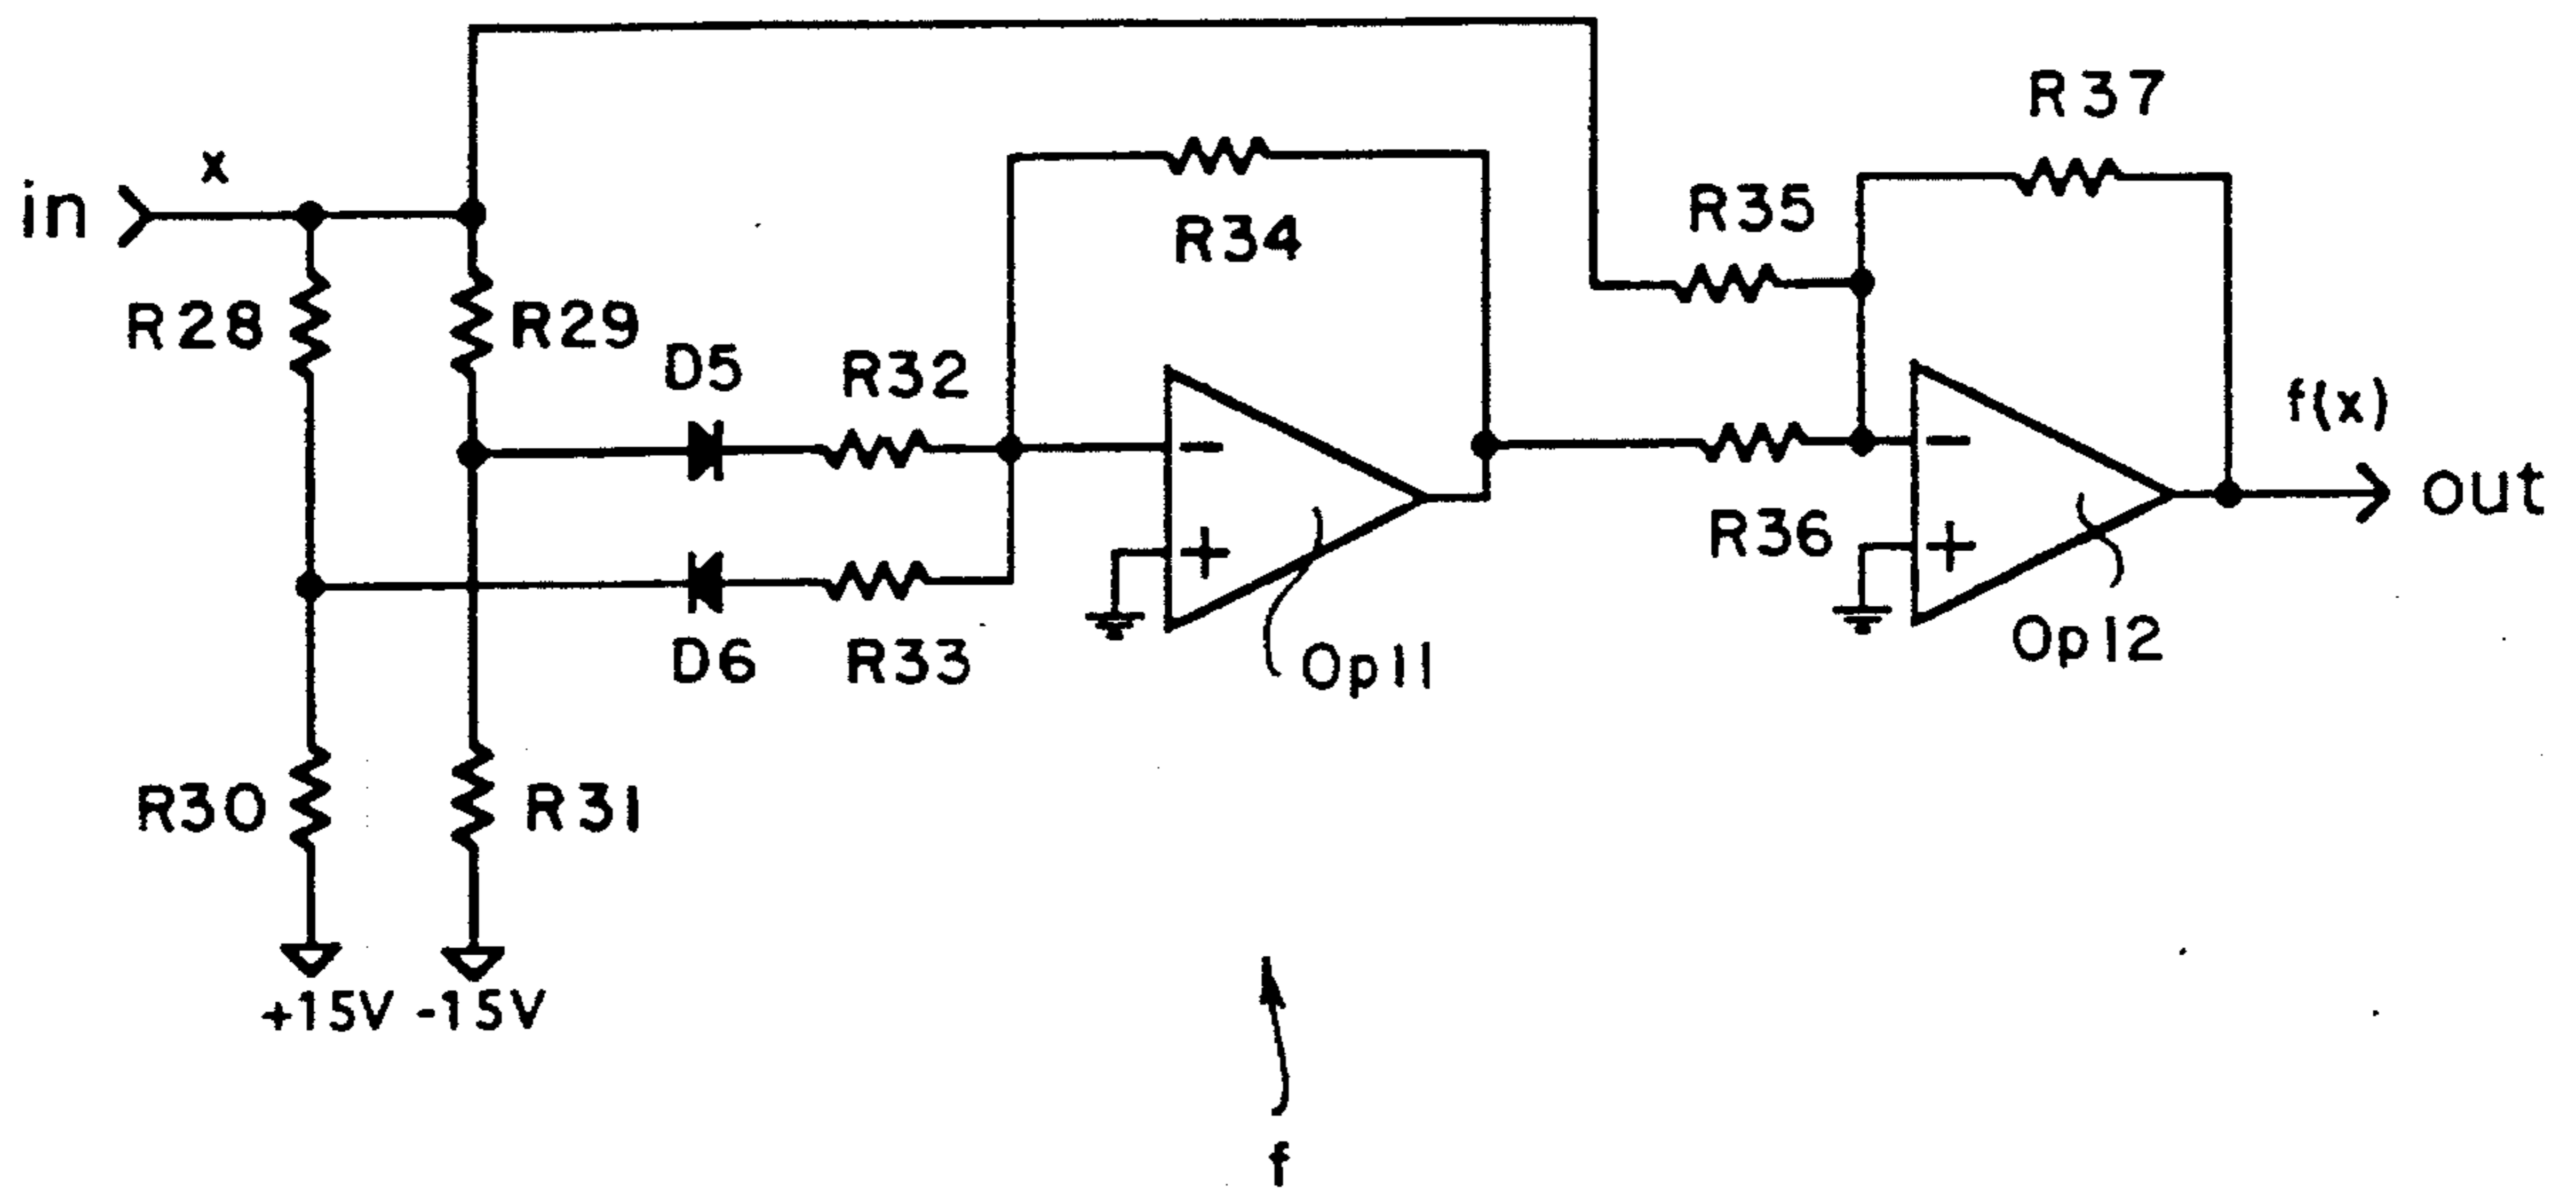 in
x
R28
R29
D5
R32
R34
R35
R37
f(x)
out
D6
R33
Op11
R36
Op12
R30
R31
+15V
-15V
f